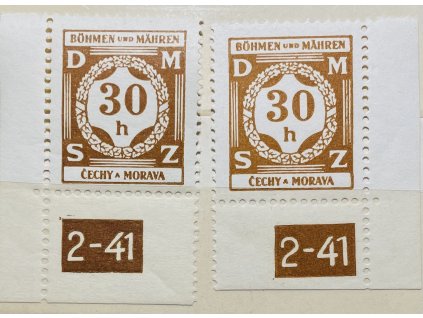 BÖHMEN UND MÄHREN
D M
30
h
S Z
ČECHY A MORAVA
2-41
BÖHMEN UND MÄHREN
D M
30
h
S Z
ČECHY A MORAVA
2-41